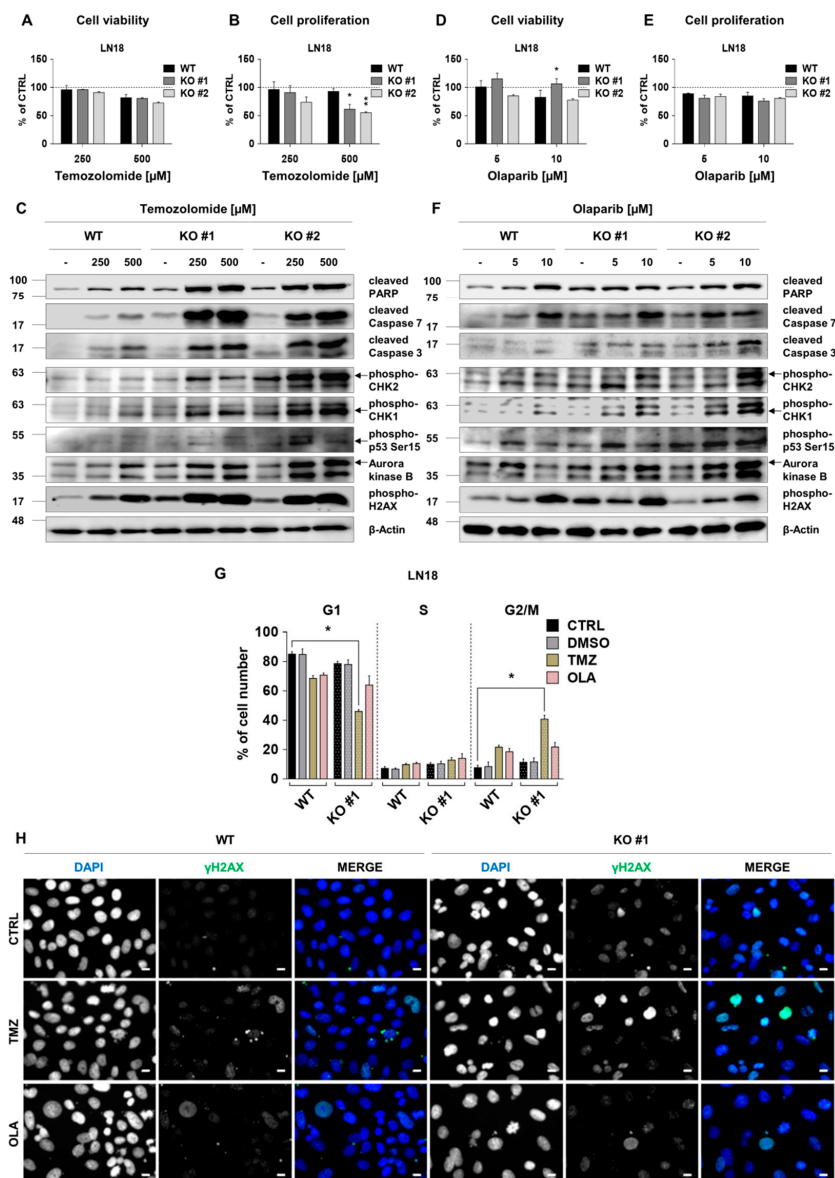 A
Cell viability
LN18
% of CTRL
150
100
50
0
WT
KO #1
KO #2
250
500
Temozolomide [µM]
B
Cell proliferation
LN18
% of CTRL
150
100
50
0
*
*
*
WT
KO #1
KO #2
250
500
Temozolomide [µM]
D
Cell viability
LN18
% of CTRL
150
100
50
0
*
WT
KO #1
KO #2
5
10
Olaparib [µM]
E
Cell proliferation
LN18
% of CTRL
150
100
50
0
WT
KO #1
KO #2
5
10
Olaparib [µM]
C
Temozolomide [µM]
WT KO #1 KO #2
- 250 500 - 250 500 - 250 500
100
75
cleaved
PARP
17
cleaved
Caspase 7
17
cleaved
Caspase 3
63
phospho-
CHK2
63
phospho-
CHK1
55
phospho-
p53 Ser15
35
Aurora
kinase B
17
phospho-
H2AX
48
β-Actin
F
Olaparib [µM]
WT KO #1 KO #2
- 5 10 - 5 10 - 5 10
100
75
cleaved
PARP
17
cleaved
Caspase 7
17
cleaved
Caspase 3
63
phospho-
CHK2
63
phospho-
CHK1
55
phospho-
p53 Ser15
35
Aurora
kinase B
17
phospho-
H2AX
48
β-Actin
G
LN18
G1 S G2/M
% of cell number
100
80
60
40
20
0
*
*
CTRL
DMSO
TMZ
OLA
WT KO #1 WT KO #1 WT KO #1
H
WT KO #1
DAPI γH2AX MERGE DAPI γH2AX MERGE
CTRL
TMZ
OLA